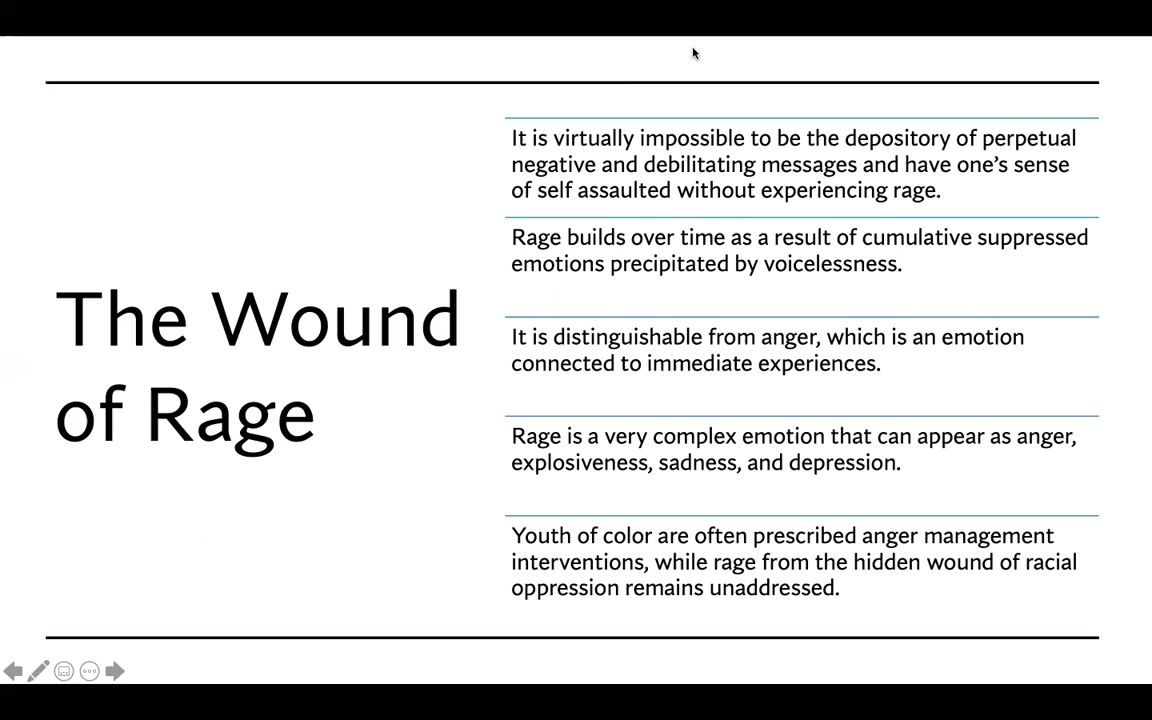 The Wound
of Rage
It is virtually impossible to be the depository of perpetual
negative and debilitating messages and have one’s sense
of self assaulted without experiencing rage.
Rage builds over time as a result of cumulative suppressed
emotions precipitated by voicelessness.
It is distinguishable from anger, which is an emotion
connected to immediate experiences.
Rage is a very complex emotion that can appear as anger,
explosiveness, sadness, and depression.
Youth of color are often prescribed anger management
interventions, while rage from the hidden wound of racial
oppression remains unaddressed.